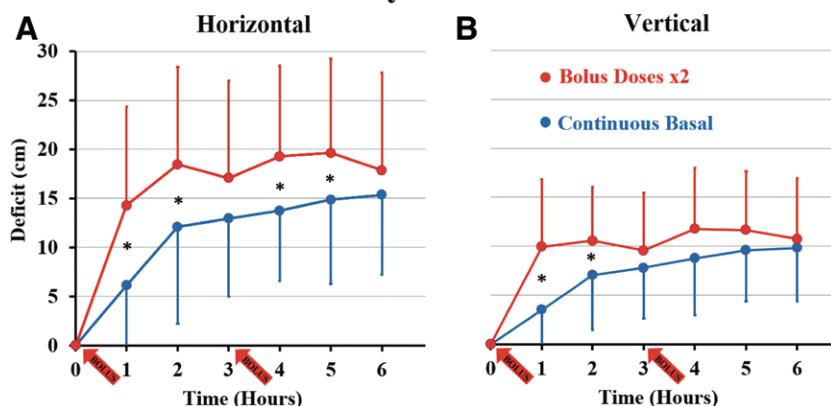 A
Horizontal
B
Vertical
30
25
20
15
10
5
0
Deficit (cm)
*
*
*
*
0
1
2
3
4
5
6
BOLUS
BOLUS
Time (Hours)
Bolus Doses x2
Continuous Basal
*
*
0
1
2
3
4
5
6
BOLUS
BOLUS
Time (Hours)